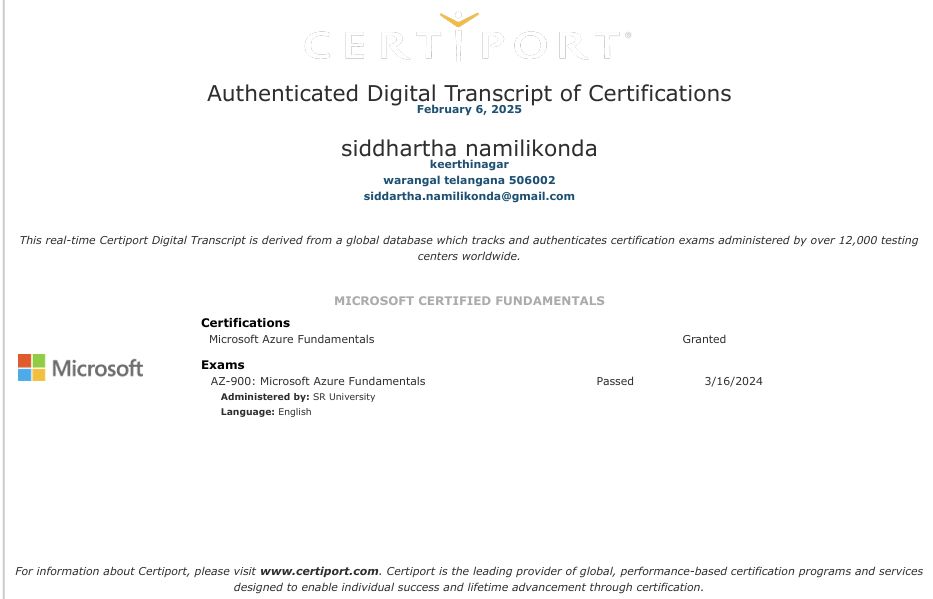 CERTIPORT®
Authenticated Digital Transcript of Certifications
February 6, 2025
siddhartha namilikonda
keerthinagar
warangal telangana 506002
siddartha.namilikonda@gmail.com
This real-time Certiport Digital Transcript is derived from a global database which tracks and authenticates certification exams administered by over 12,000 testing
centers worldwide.
MICROSOFT CERTIFIED FUNDAMENTALS
Certifications
Microsoft Azure Fundamentals Granted
Microsoft
Exams
AZ-900: Microsoft Azure Fundamentals Passed 3/16/2024
Administered by: SR University
Language: English
For information about Certiport, please visit www.certiport.com. Certiport is the leading provider of global, performance-based certification programs and services
designed to enable individual success and lifetime advancement through certification.